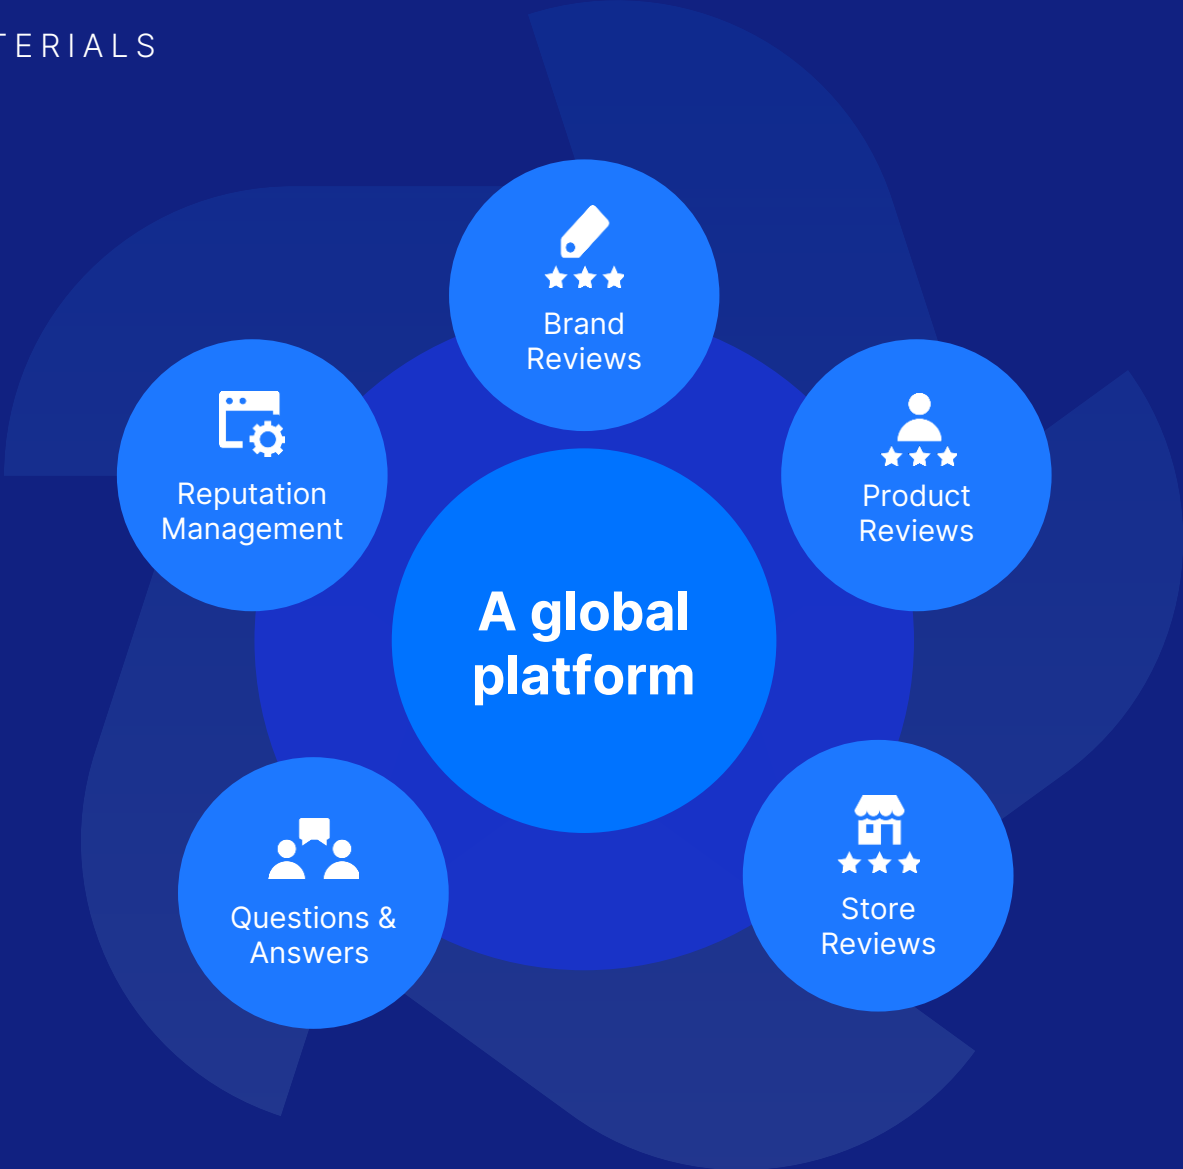 TERIALS
Brand
Reviews
Reputation
Management
Product
Reviews
A global
platform
Questions &
Answers
Store
Reviews